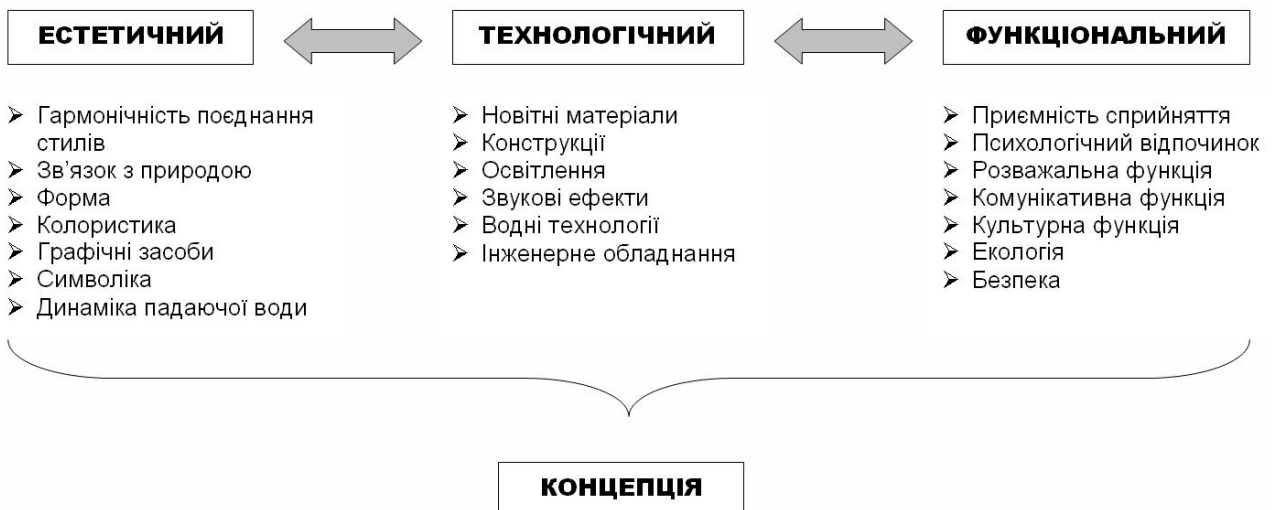 ЕСТЕТИЧНИЙ
ТЕХНОЛОГІЧНИЙ
ФУНКЦІОНАЛЬНИЙ
Гармонічність поєднання
стилів
Зв'язок з природою
Форма
Колористика
Графічні засоби
Символіка
Динаміка падаючої води
Новітні матеріали
Конструкції
Освітлення
Звукові ефекти
Водні технології
Інженерне обладнання
Приємність сприйняття
Психологічний відпочинок
Розважальна функція
Комунікативна функція
Культурна функція
Екологія
Безпека
КОНЦЕПЦІЯ